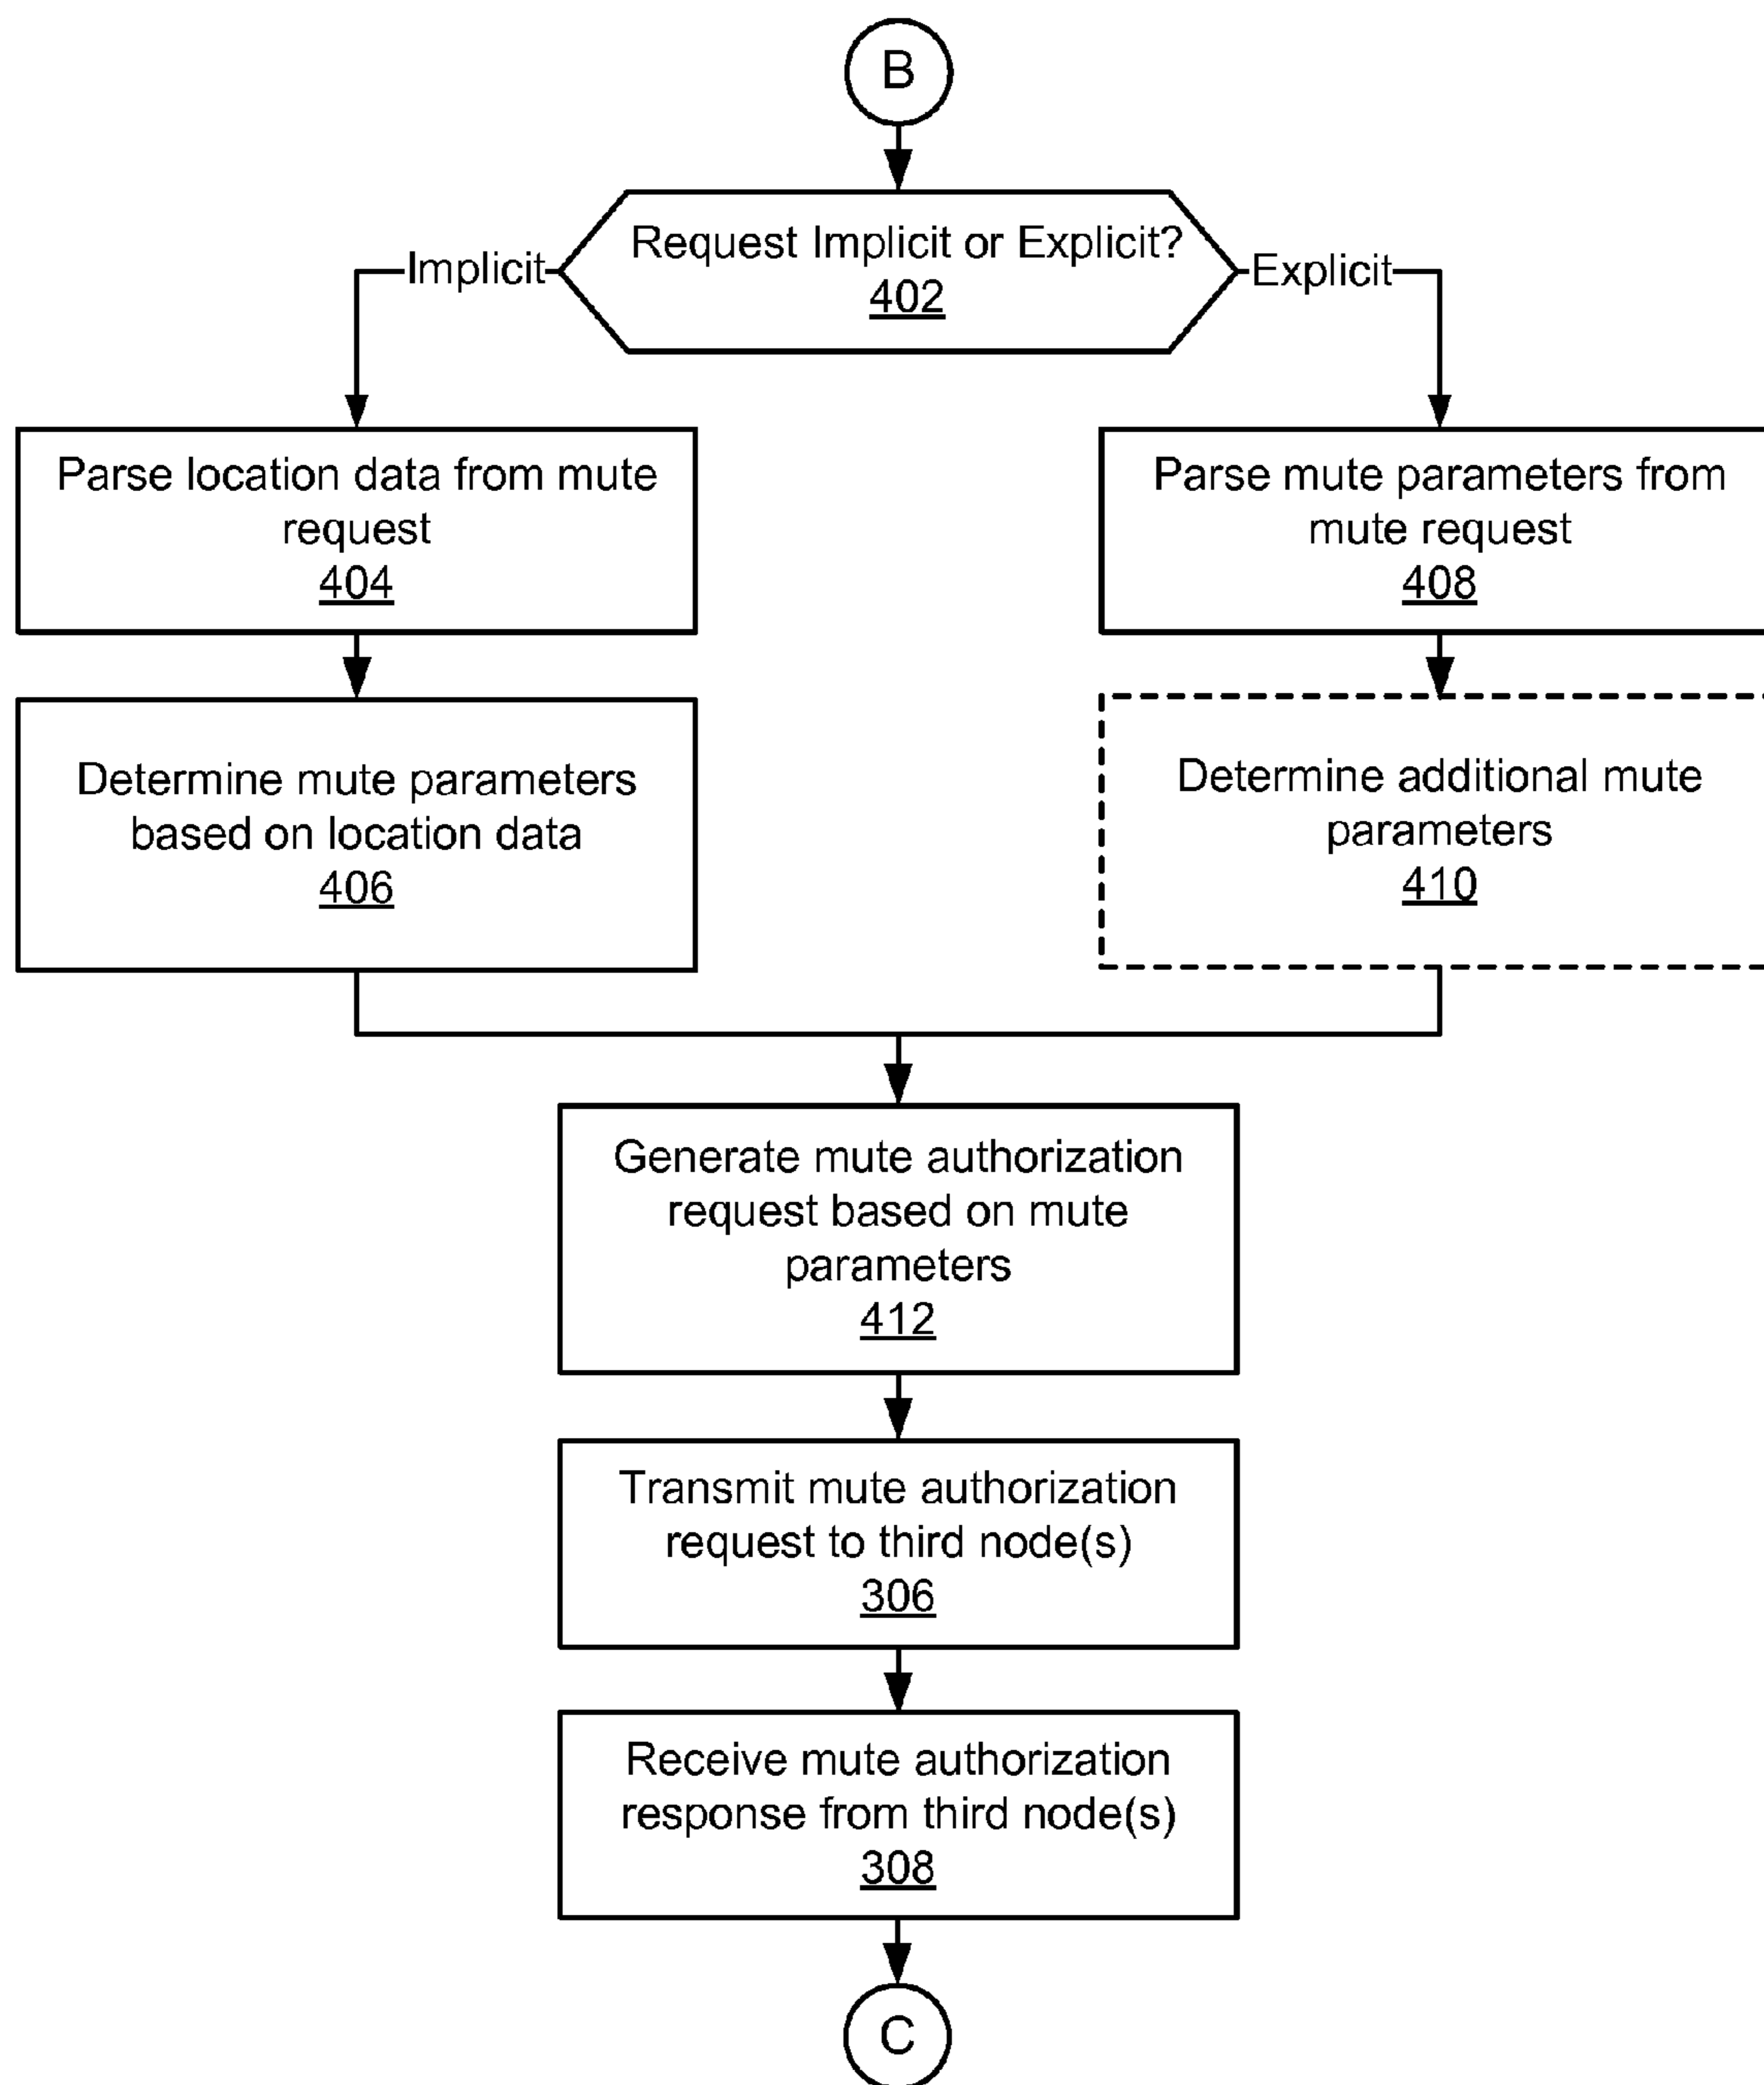 B
Request Implicit or Explicit?
402
Implicit
Explicit
Parse location data from mute
request
404
Parse mute parameters from
mute request
408
Determine mute parameters
based on location data
406
Determine additional mute
parameters
410
Generate mute authorization
request based on mute
parameters
412
Transmit mute authorization
request to third node(s)
306
Receive mute authorization
response from third node(s)
308
C